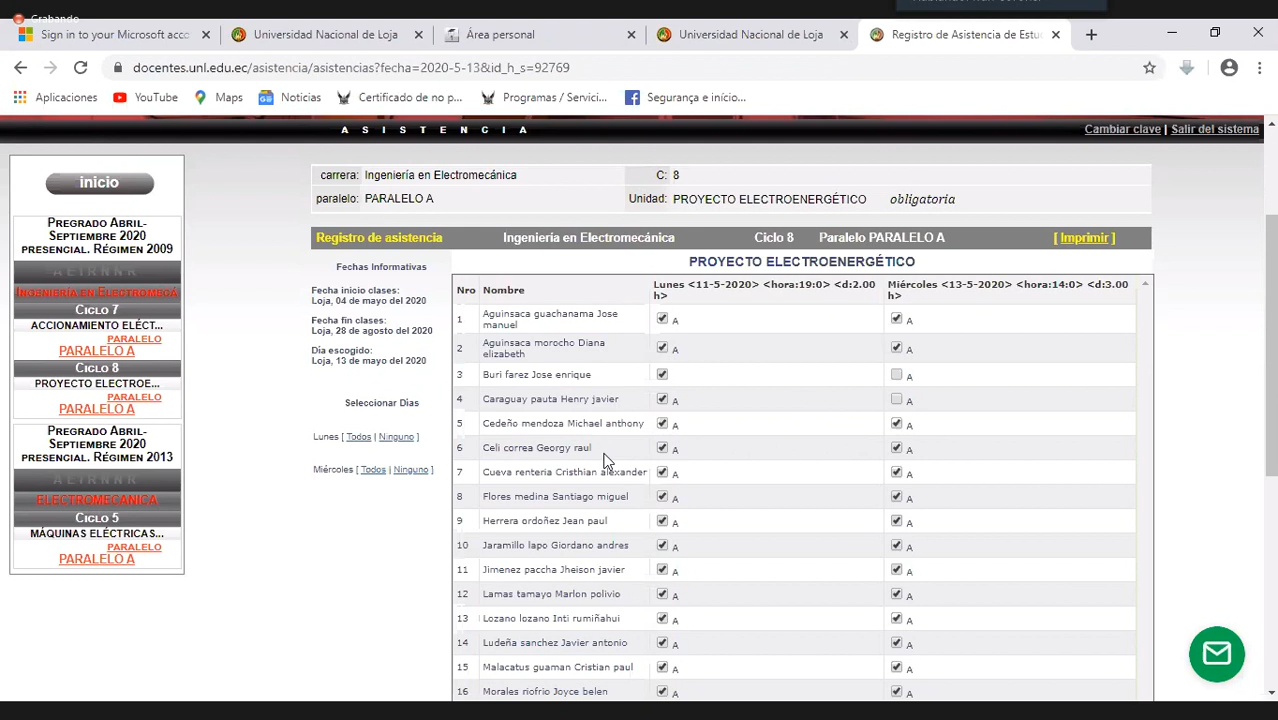 Grabando
Sign in to your Microsoft acco
Universidad Nacional de Loja
Área personal
Universidad Nacional de Loja
Registro de Asistencia de Estu
docentes.unl.edu.ec/asistencia/asistencias?fecha=2020-5-13&id_h_s=92769
Aplicaciones YouTube Maps Noticias Certificado de no p... Programas / Servici... Segurança e início...
A S I S T E N C I A
Cambiar clave | Salir del sistema
inicio
PREGRADO ABRIL-
SEPTIEMBRE 2020
PRESENCIAL. RÉGIMEN 2009
A E I R N N R
INGENIERÍA EN ELECTROMECÁ
CICLO 7
ACCIONAMIENTO ELÉCT...
PARALELO
PARALELO A
CICLO 8
PROYECTO ELECTROE...
PARALELO
PARALELO A
PREGRADO ABRIL-
SEPTIEMBRE 2020
PRESENCIAL. RÉGIMEN 2013
ELECTROMECANICA
CICLO 5
MÁQUINAS ELÉCTRICAS...
PARALELO
PARALELO A
carrera: Ingeniería en Electromecánica C: 8
paralelo: PARALELO A Unidad: PROYECTO ELECTROENERGÉTICO obligatoria
Registro de asistencia Ingeniería en Electromecánica Ciclo 8 Paralelo PARALELO A [ Imprimir ]
Fechas Informativas
Fecha inicio clases:
Loja, 04 de mayo del 2020
Fecha fin clases:
Loja, 28 de agosto del 2020
Día escogido:
Loja, 13 de mayo del 2020
Seleccionar Días
Lunes [ Todos | Ninguno ]
Miércoles [ Todos | Ninguno ]
PROYECTO ELECTROENERGÉTICO
Nro Nombre Lunes <11-5-2020> <hora:19:0> <d:2.00 h> Miércoles <13-5-2020> <hora:14:0> <d:3.00 h>
1 Aguinsaca guachanama Jose manuel A A
2 Aguinsaca morocho Diana elizabeth A A
3 Buri farez Jose enrique A
4 Caraguay pauta Henry javier A A
5 Cedeño mendoza Michael anthony A A
6 Celi correa Georgy raul A A
7 Cueva renteria Cristhian alexander A A
8 Flores medina Santiago miguel A A
9 Herrera ordoñez Jean paul A A
10 Jaramillo lapo Giordano andres A A
11 Jimenez paccha Jheison javier A A
12 Lamas tamayo Marlon polivio A A
13 Lozano lozano Inti rumiñahui A A
14 Ludeña sanchez Javier antonio A A
15 Malacatus guaman Cristian paul A A
16 Morales riofrio Joyce belen A A